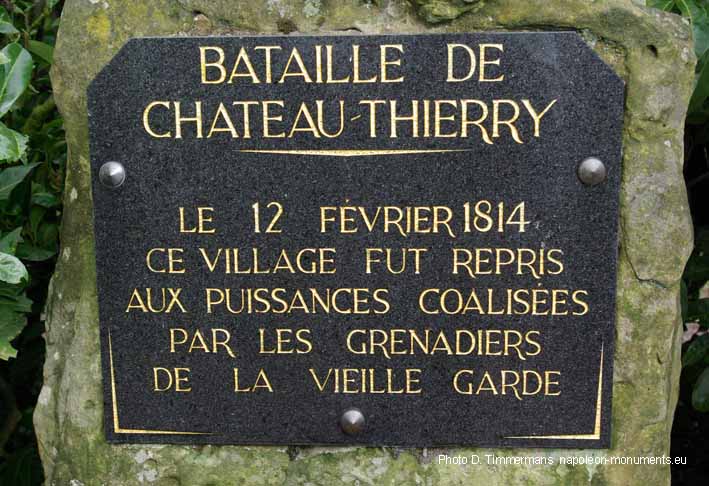 BATAILLE DE
CHATEAU-THIERRY
LE 12 FÉVRIER 1814
CE VILLAGE FUT REPRIS
AUX PUISSANCES COALISÉES
PAR LES GRENADIERS
DE LA VIEILLE GARDE
Photo D. Timmermans napoleon-monuments.eu